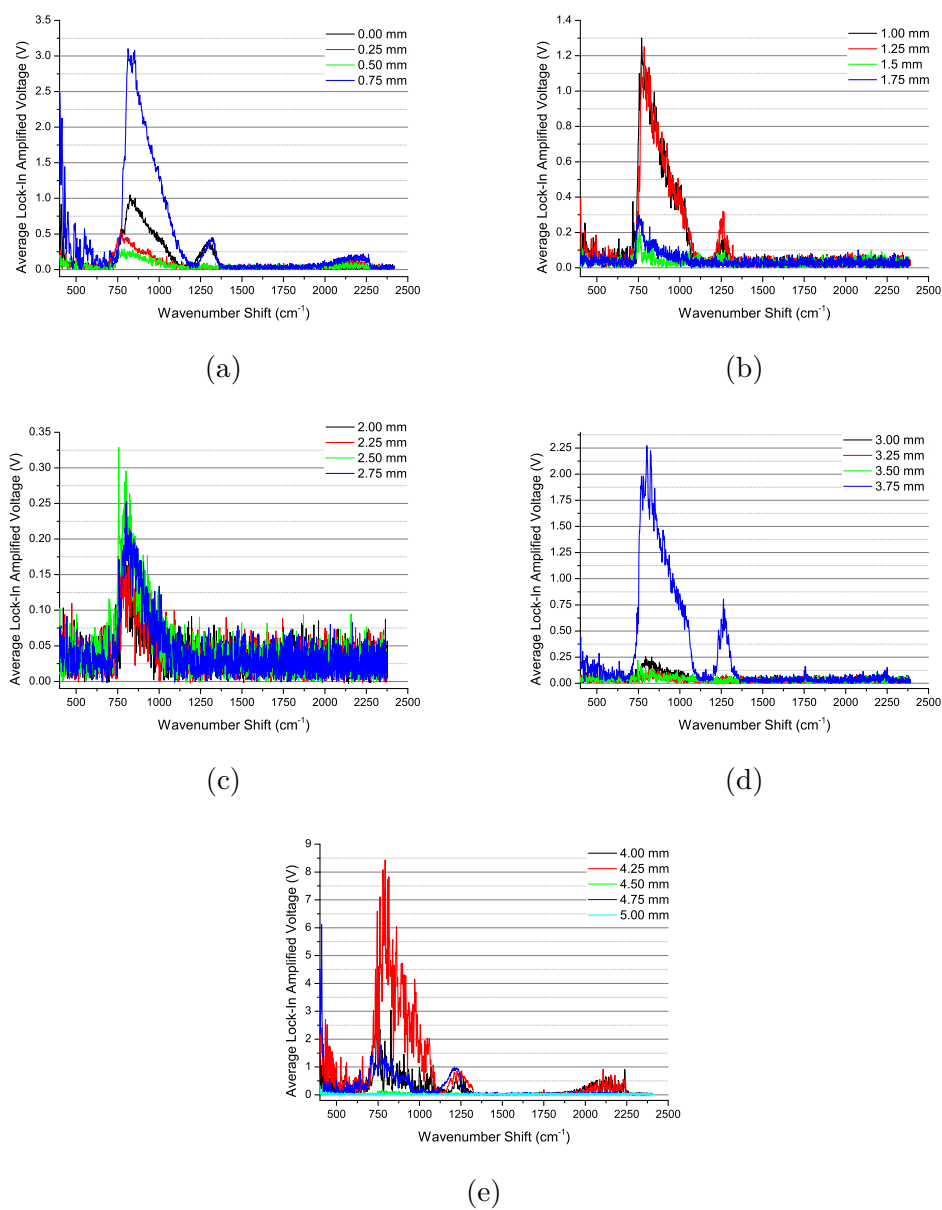 3.5
3.0
2.5
2.0
1.5
1.0
0.5
0.0
Average Lock-In Amplified Voltage (V)
0.00 mm
0.25 mm
0.50 mm
0.75 mm
500 750 1000 1250 1500 1750 2000 2250 2500
Wavenumber Shift (cm⁻¹)
(a)
1.4
1.2
1.0
0.8
0.6
0.4
0.2
0.0
Average Lock-In Amplified Voltage (V)
1.00 mm
1.25 mm
1.5 mm
1.75 mm
500 750 1000 1250 1500 1750 2000 2250 2500
Wavenumber Shift (cm⁻¹)
(b)
0.35
0.30
0.25
0.20
0.15
0.10
0.05
0.00
Average Lock-In Amplified Voltage (V)
2.00 mm
2.25 mm
2.50 mm
2.75 mm
500 750 1000 1250 1500 1750 2000 2250 2500
Wavenumber Shift (cm⁻¹)
(c)
2.25
2.00
1.75
1.50
1.25
1.00
0.75
0.50
0.25
0.00
Average Lock-In Amplified Voltage (V)
3.00 mm
3.25 mm
3.50 mm
3.75 mm
500 750 1000 1250 1500 1750 2000 2250 2500
Wavenumber Shift (cm⁻¹)
(d)
9
8
7
6
5
4
3
2
1
0
Average Lock-In Amplified Voltage (V)
4.00 mm
4.25 mm
4.50 mm
4.75 mm
5.00 mm
500 750 1000 1250 1500 1750 2000 2250 2500
Wavenumber Shift (cm⁻¹)
(e)